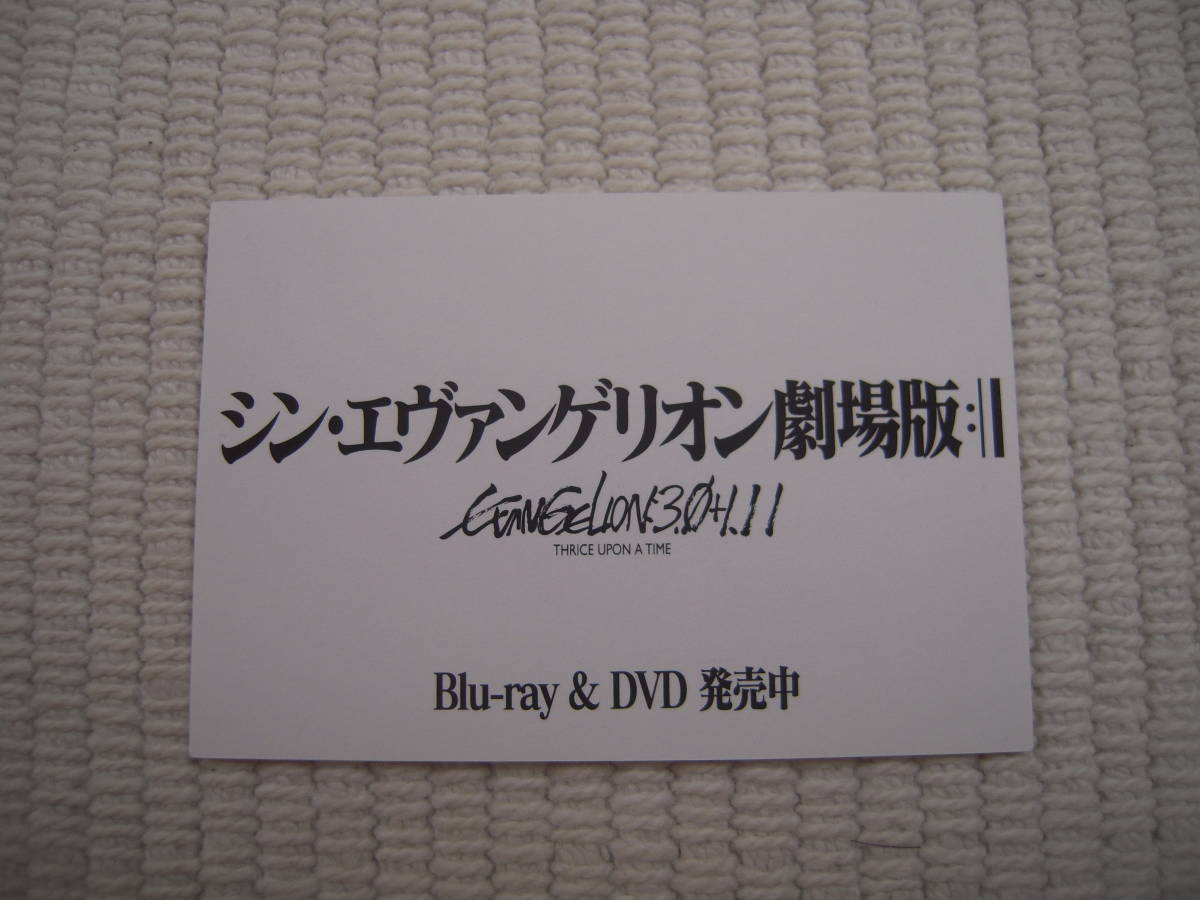 シン・エヴァンゲリオン劇場版:||
EVANGELION:3.0+1.11
THRICE UPON A TIME
Blu-ray & DVD 発売中